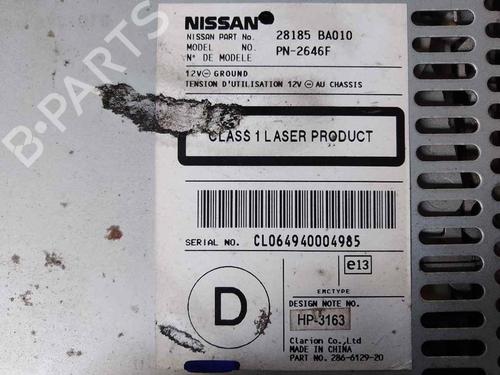 NISSAN
NISSAN PART No. 28185 BA010
MODEL NO. PN-2646F
N° DE MODELE
12V⊖GROUND
TENSION D'UTILISATION 12V⊖AU CHASSIS
CLASS 1 LASER PRODUCT
B-PARTS
SERIAL NO. CL064940004985
e13
EMCTYPE
D
DESIGN NOTE NO.
HP-3163
Clarion Co.,Ltd
MADE IN CHINA
PART NO. 286-6129-20